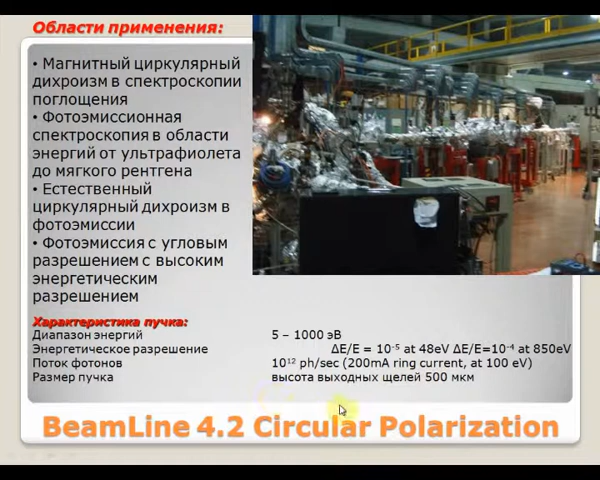 Области применения:
• Магнитный циркулярный
дихроизм в спектроскопии
поглощения
• Фотоэмиссионная
спектроскопия в области
энергий от ультрафиолета
до мягкого рентгена
• Естественный
циркулярный дихроизм в
фотоэмиссии
• Фотоэмиссия с угловым
разрешением с высоким
энергетическим
разрешением
Характеристика пучка:
Диапазон энергий 5 – 1000 эВ
Энергетическое разрешение ΔE/E = 10⁻⁵ at 48eV ΔE/E=10⁻⁴ at 850eV
Поток фотонов 10¹² ph/sec (200mA ring current, at 100 eV)
Размер пучка высота выходных щелей 500 мкм
BeamLine 4.2 Circular Polarization